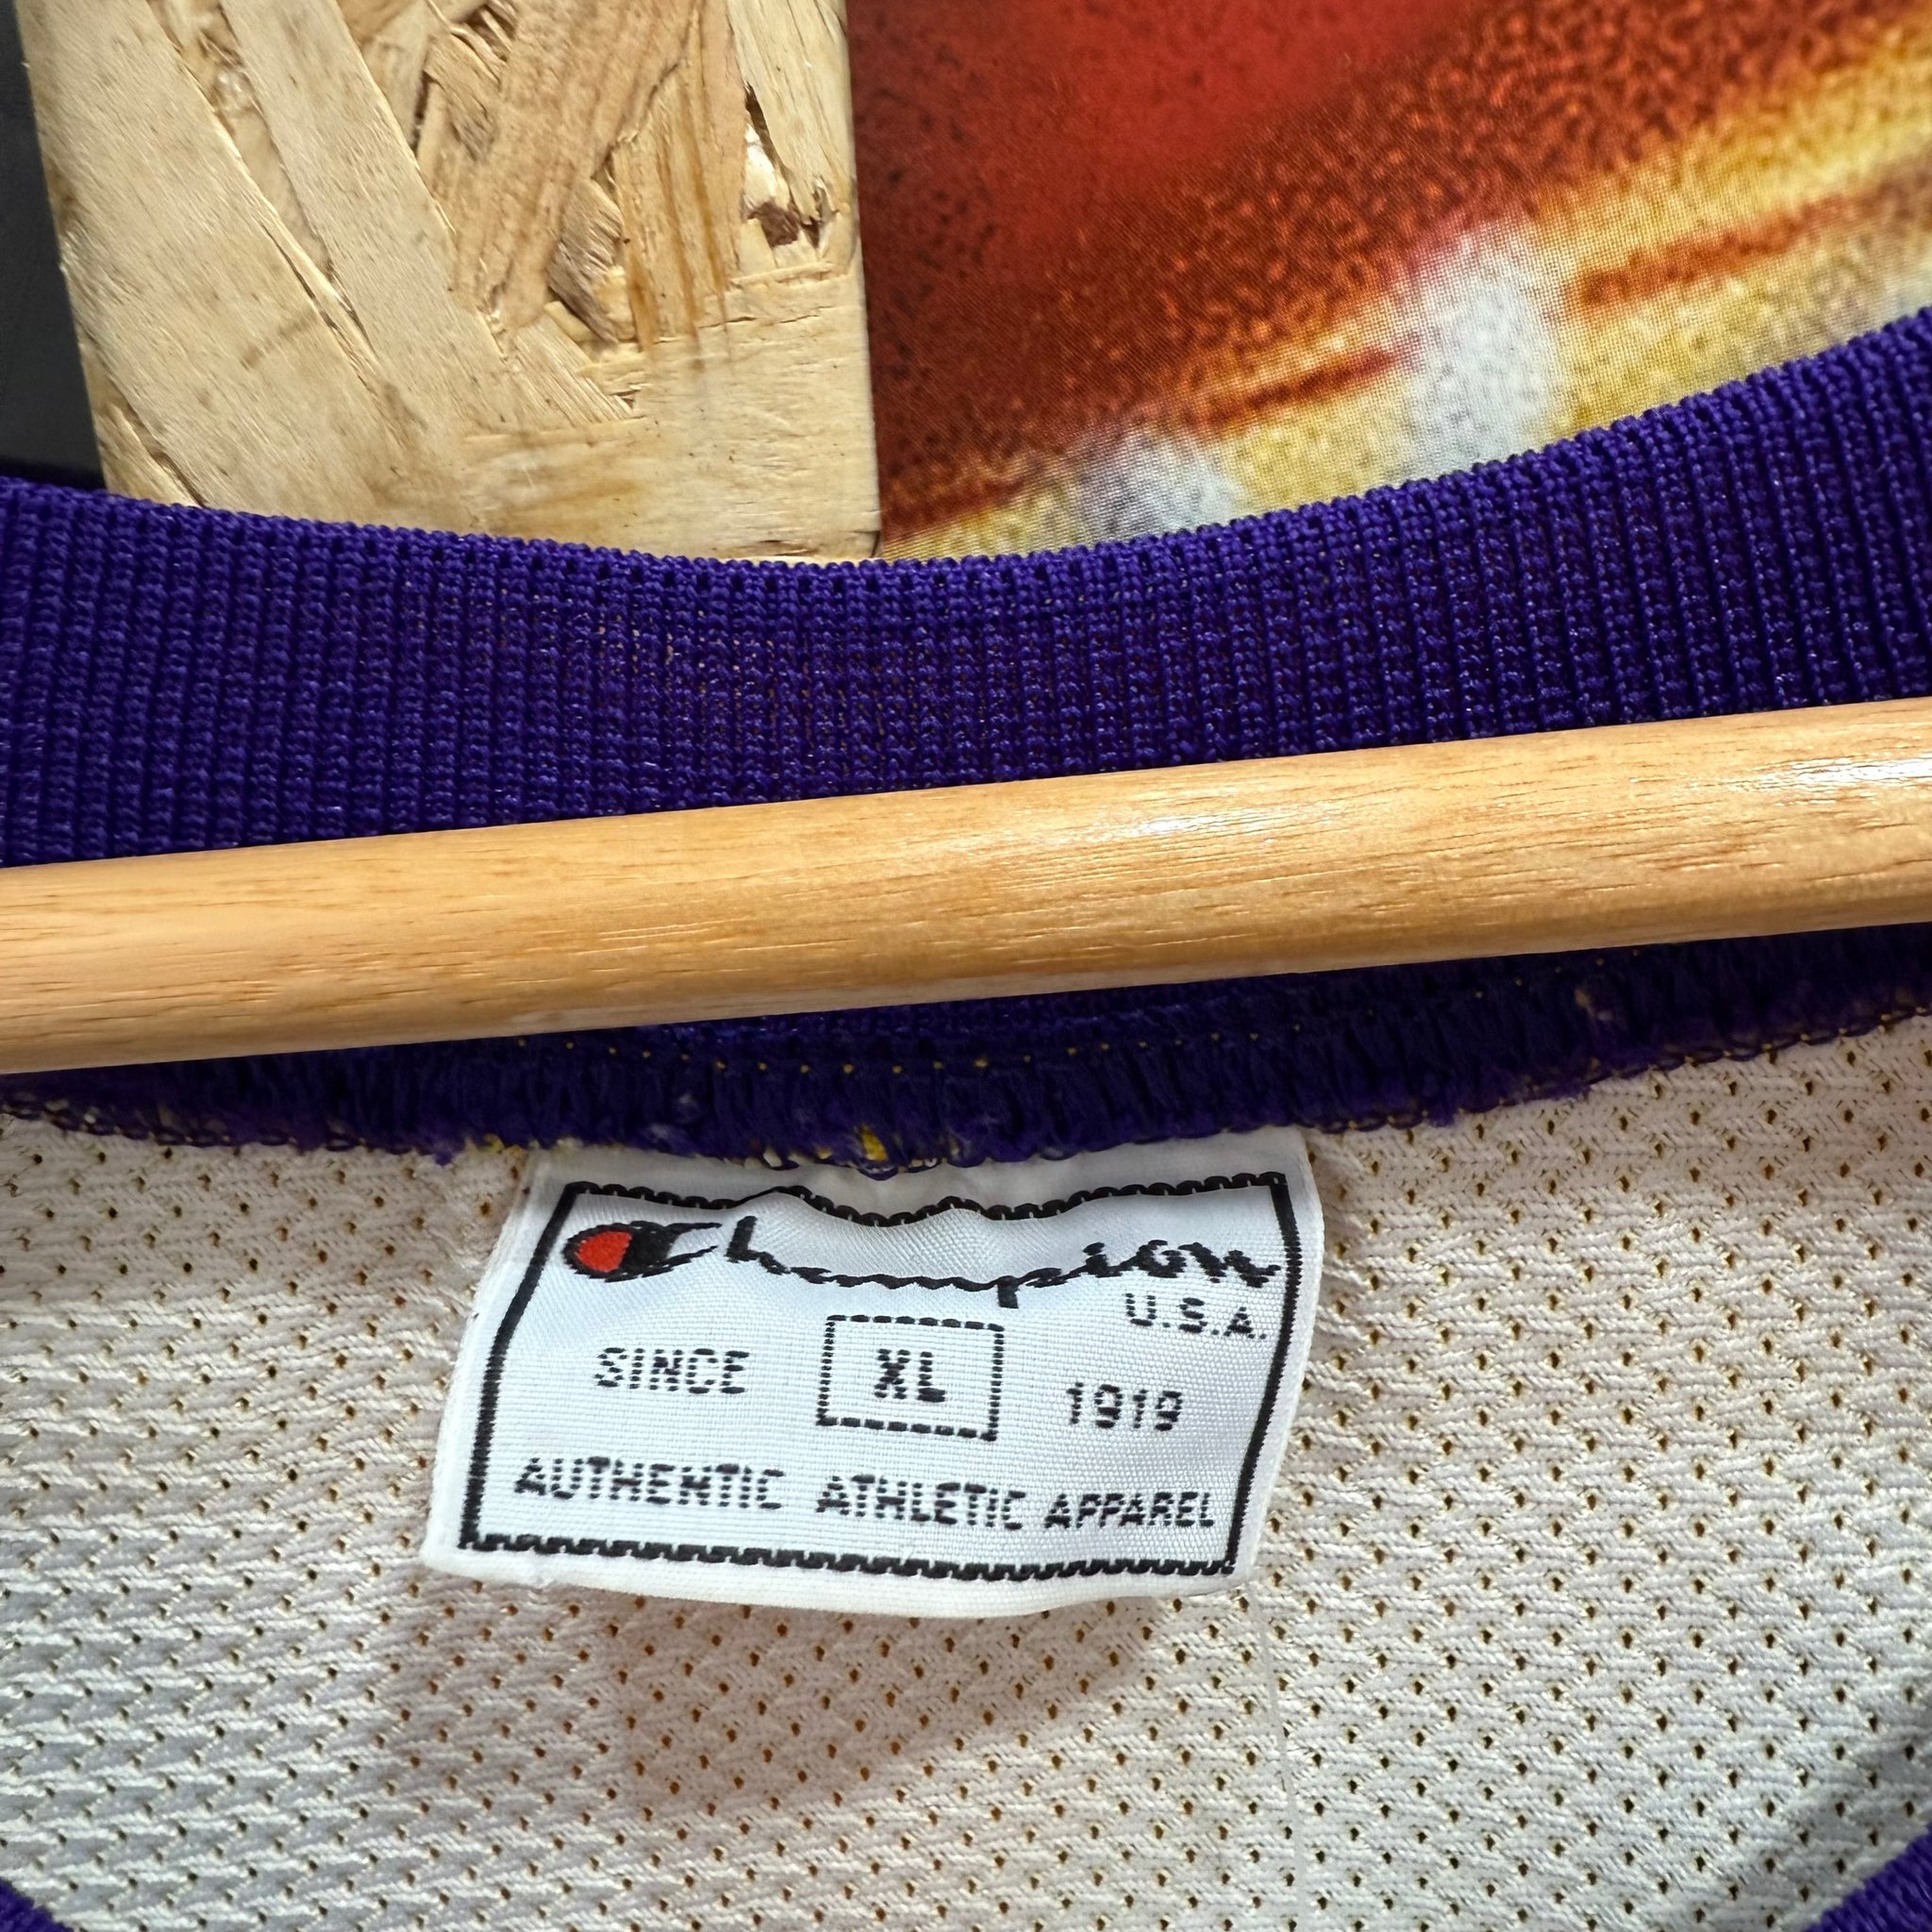 Champion
U.S.A.
SINCE XL 1919
AUTHENTIC ATHLETIC APPAREL